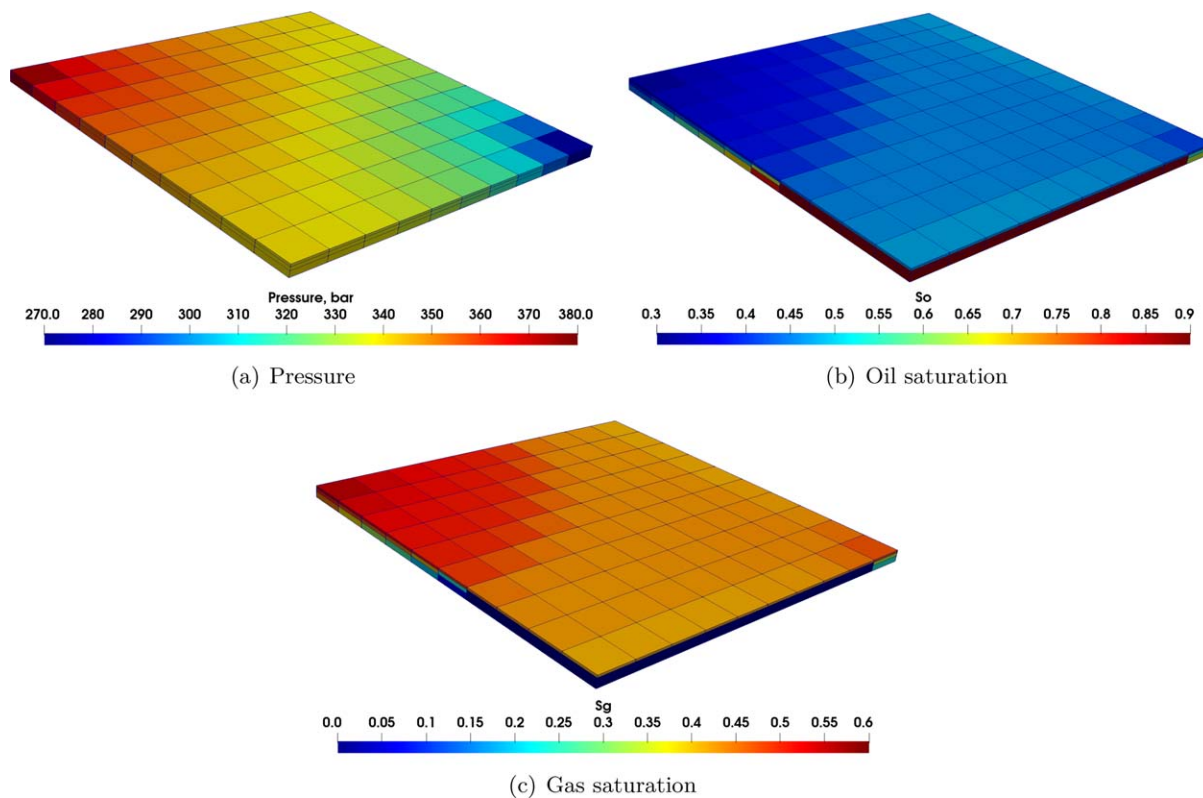 Pressure, bar
270.0 280 290 300 310 320 330 340 350 360 370 380.0
(a) Pressure
So
0.3 0.35 0.4 0.45 0.5 0.55 0.6 0.65 0.7 0.75 0.8 0.85 0.9
(b) Oil saturation
Sg
0.0 0.05 0.1 0.15 0.2 0.25 0.3 0.35 0.4 0.45 0.5 0.55 0.6
(c) Gas saturation